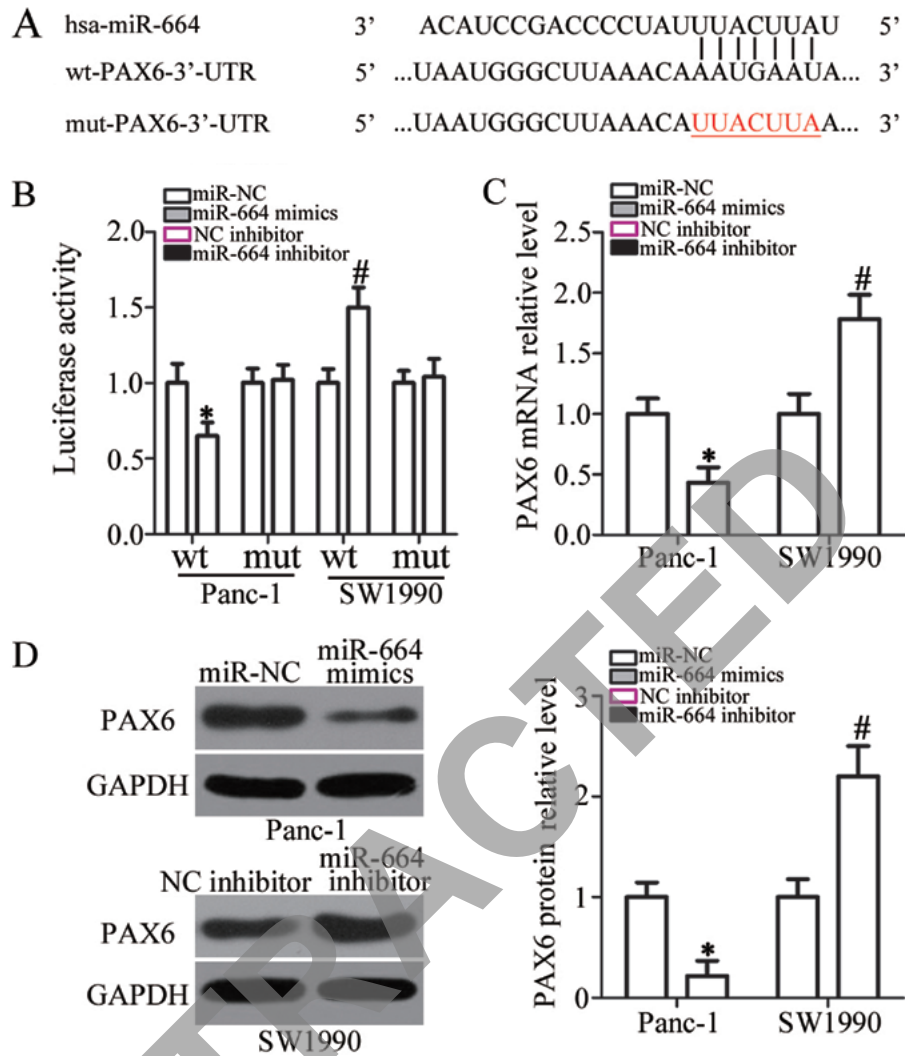 A
hsa-miR-664 3’ ACAUCCGACCCCUAUUUACUUAU 5’
wt-PAX6-3’-UTR 5’ ...UAAUGGGCUUAAACAAAUGAAUA... 3’
mut-PAX6-3’-UTR 5’ ...UAAUGGGCUUAAACAUUACUUAA... 3’
B
miR-NC
miR-664 mimics
NC inhibitor
miR-664 inhibitor
Luciferase activity
2.0
1.5
1.0
0.5
0.0
*
#
wt mut wt mut
Panc-1 SW1990
C
miR-NC
miR-664 mimics
NC inhibitor
miR-664 inhibitor
PAX6 mRNA relative level
2.5
2.0
1.5
1.0
0.5
0.0
*
#
Panc-1 SW1990
D
miR-NC miR-664 mimics
PAX6
GAPDH
Panc-1
NC inhibitor miR-664 inhibitor
PAX6
GAPDH
SW1990
miR-NC
miR-664 mimics
NC inhibitor
miR-664 inhibitor
PAX6 protein relative level
3
2
1
0
*
#
Panc-1 SW1990
TRACTED